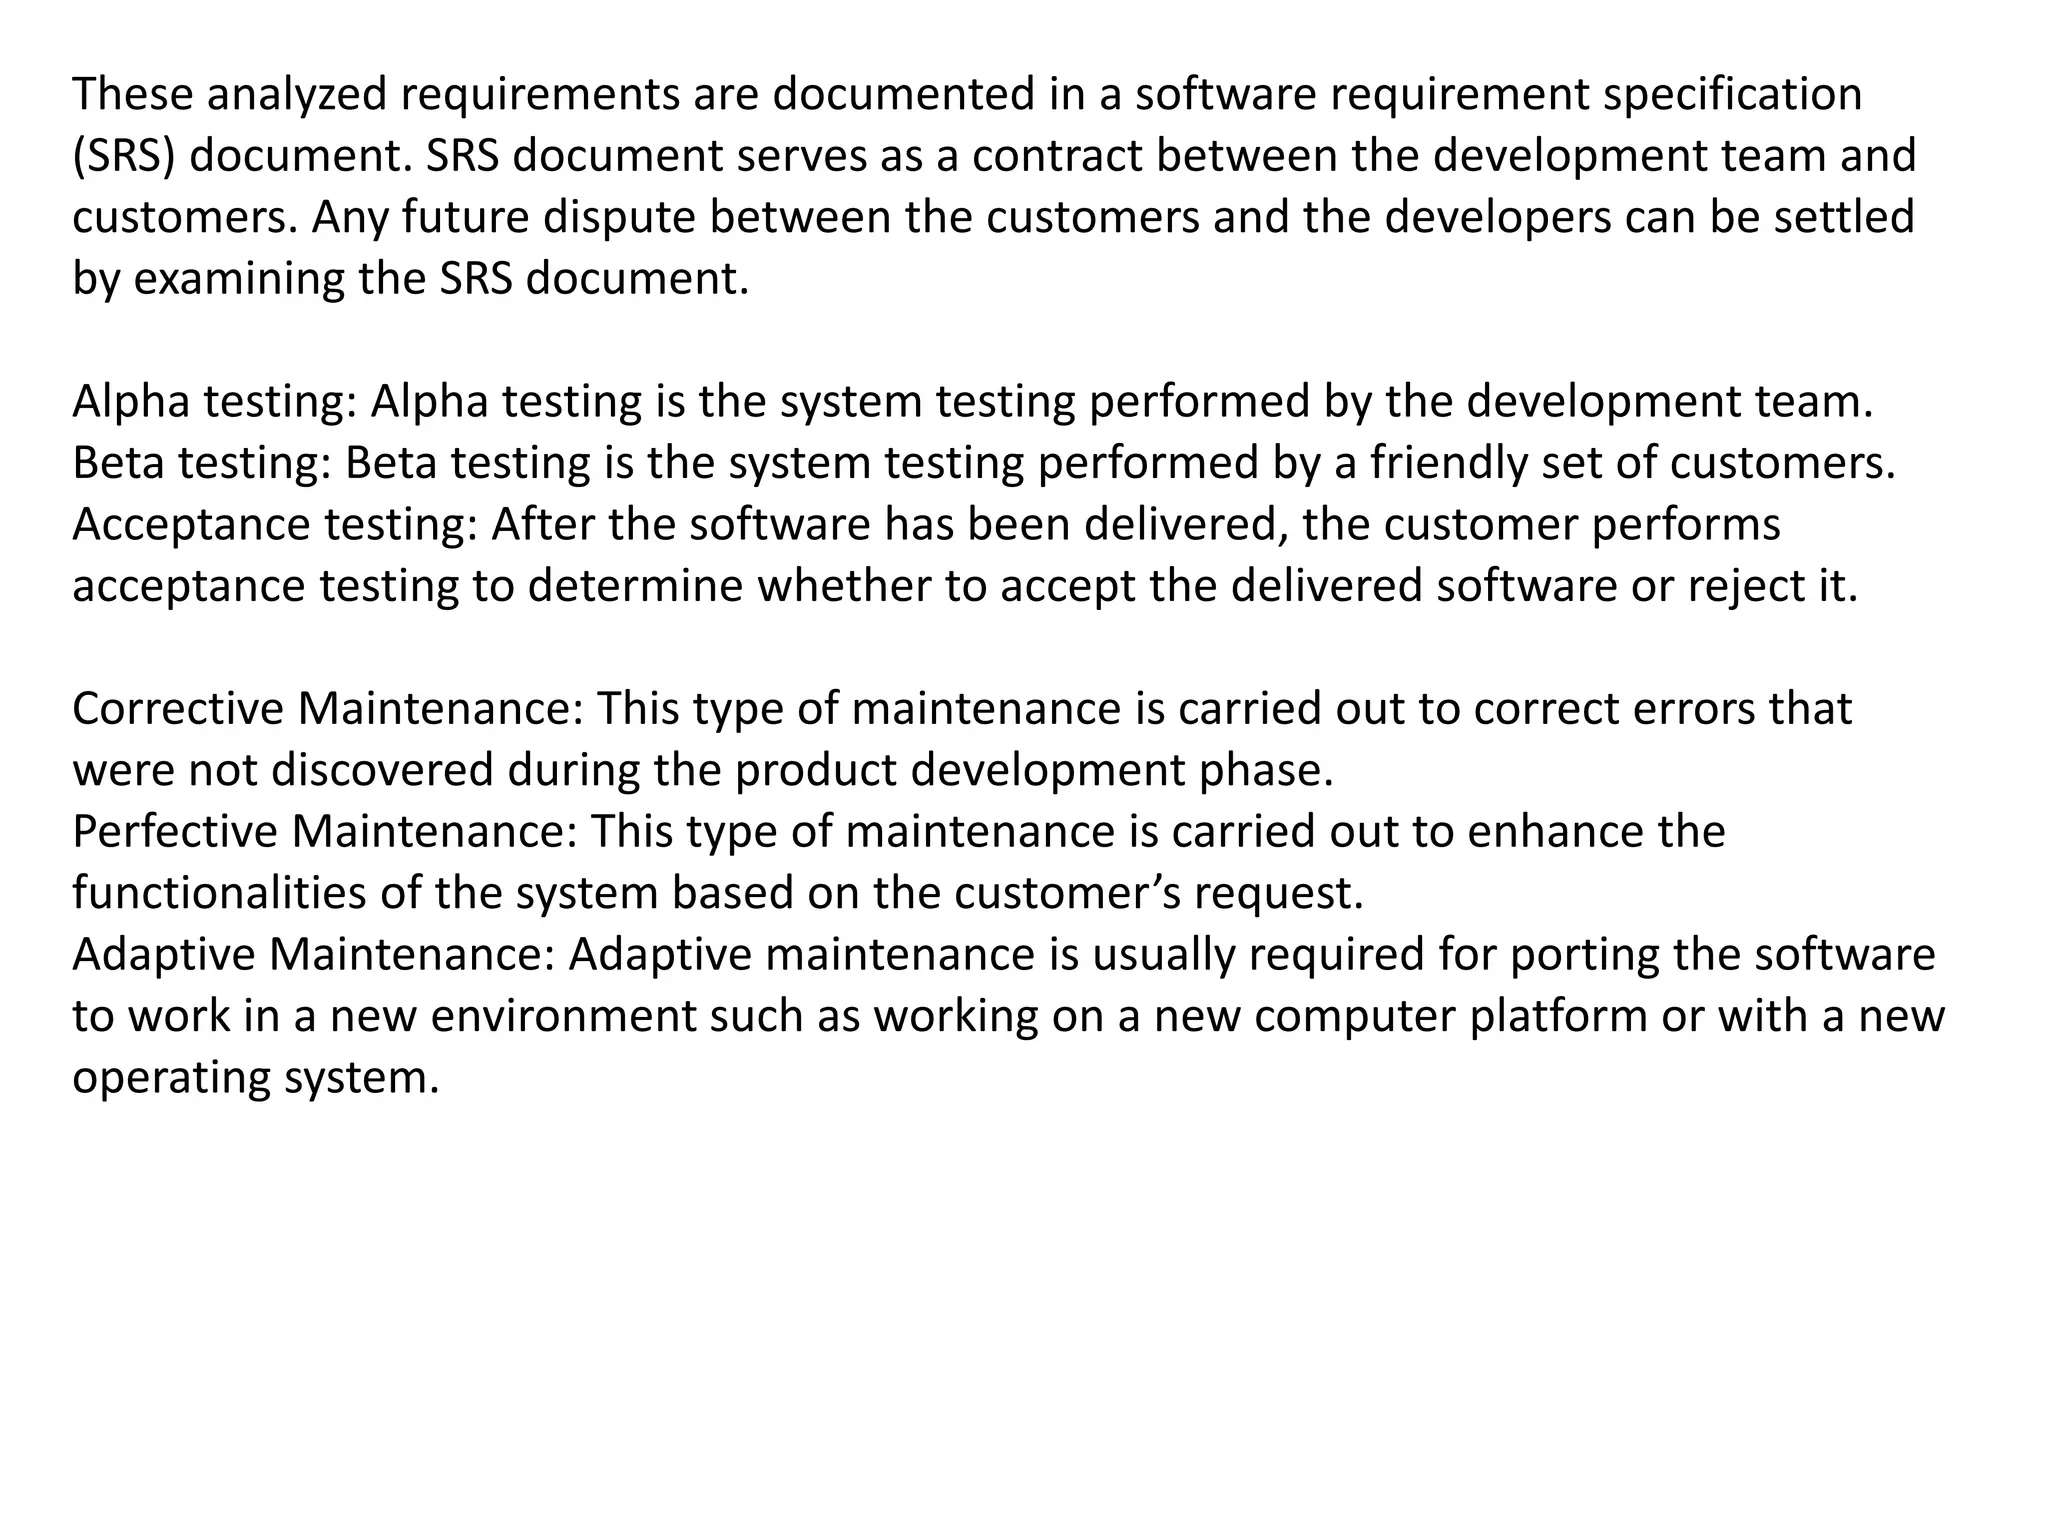 These analyzed requirements are documented in a software requirement specification
(SRS) document. SRS document serves as a contract between the development team and
customers. Any future dispute between the customers and the developers can be settled
by examining the SRS document.
Alpha testing: Alpha testing is the system testing performed by the development team.
Beta testing: Beta testing is the system testing performed by a friendly set of customers.
Acceptance testing: After the software has been delivered, the customer performs
acceptance testing to determine whether to accept the delivered software or reject it.
Corrective Maintenance: This type of maintenance is carried out to correct errors that
were not discovered during the product development phase.
Perfective Maintenance: This type of maintenance is carried out to enhance the
functionalities of the system based on the customer’s request.
Adaptive Maintenance: Adaptive maintenance is usually required for porting the software
to work in a new environment such as working on a new computer platform or with a new
operating system.